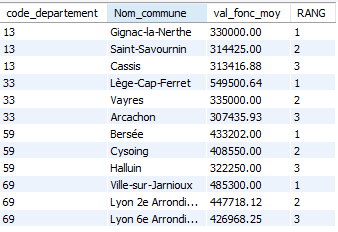 code_departement Nom_commune val_fonc_moy RANG
13 Gignac-la-Nerthe 330000.00 1
13 Saint-Savournin 314425.00 2
13 Cassis 313416.88 3
33 Lège-Cap-Ferret 549500.64 1
33 Vayres 335000.00 2
33 Arcachon 307435.93 3
59 Bersée 433202.00 1
59 Cysoing 408550.00 2
59 Halluin 322250.00 3
69 Ville-sur-Jarnioux 485300.00 1
69 Lyon 2e Arrondi... 447718.12 2
69 Lyon 6e Arrondi... 426968.25 3